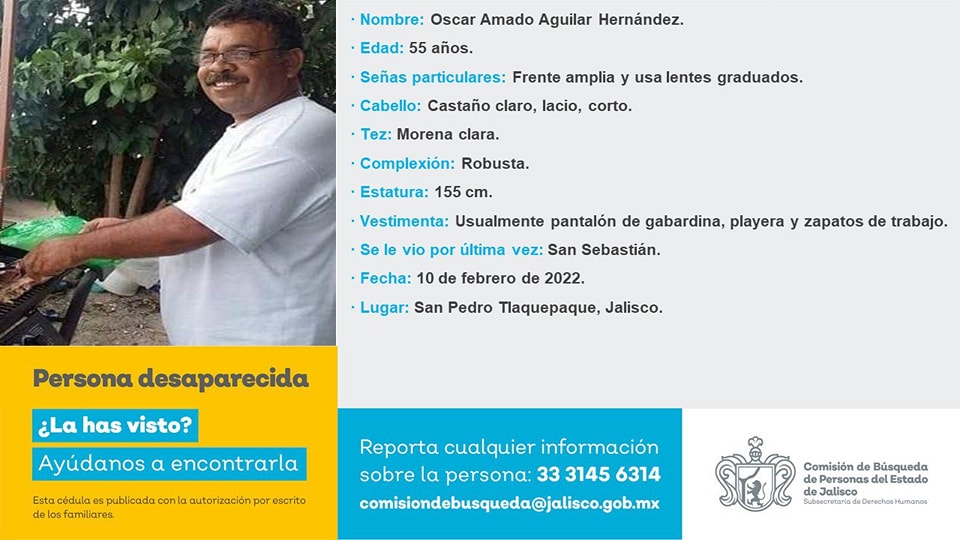 · Nombre: Oscar Amado Aguilar Hernández.
· Edad: 55 años.
· Señas particulares: Frente amplia y usa lentes graduados.
· Cabello: Castaño claro, lacio, corto.
· Tez: Morena clara.
· Complexión: Robusta.
· Estatura: 155 cm.
· Vestimenta: Usualmente pantalón de gabardina, playera y zapatos de trabajo.
· Se le vio por última vez: San Sebastián.
· Fecha: 10 de febrero de 2022.
· Lugar: San Pedro Tlaquepaque, Jalisco.
Persona desaparecida
¿La has visto?
Ayúdanos a encontrarla
Esta cédula es publicada con la autorización por escrito
de los familiares.
Reporta cualquier información
sobre la persona: 33 3145 6314
comisiondebusqueda@jalisco.gob.mx
Comisión de Búsqueda
de Personas del Estado
de Jalisco
Subsecretaría de Derechos Humanos